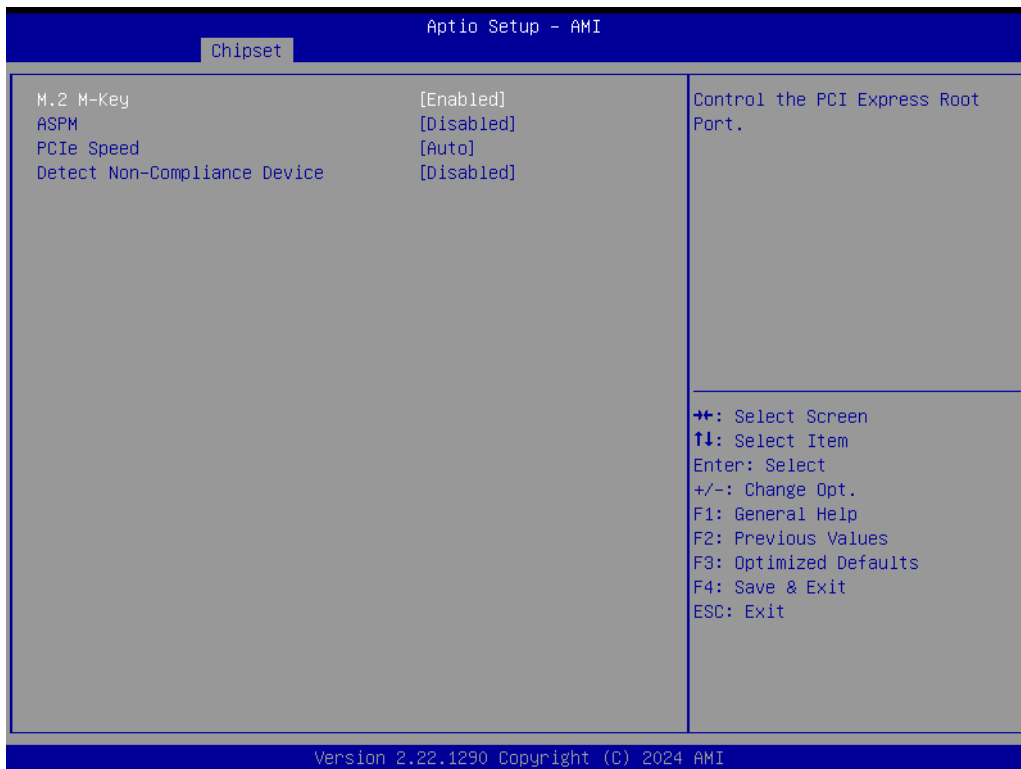 Aptio Setup – AMI
Chipset
M.2 M-Key [Enabled]
ASPM [Disabled]
PCIe Speed [Auto]
Detect Non-Compliance Device [Disabled]
Control the PCI Express Root
Port.
→←: Select Screen
↑↓: Select Item
Enter: Select
+/-: Change Opt.
F1: General Help
F2: Previous Values
F3: Optimized Defaults
F4: Save & Exit
ESC: Exit
Version 2.22.1290 Copyright (C) 2024 AMI